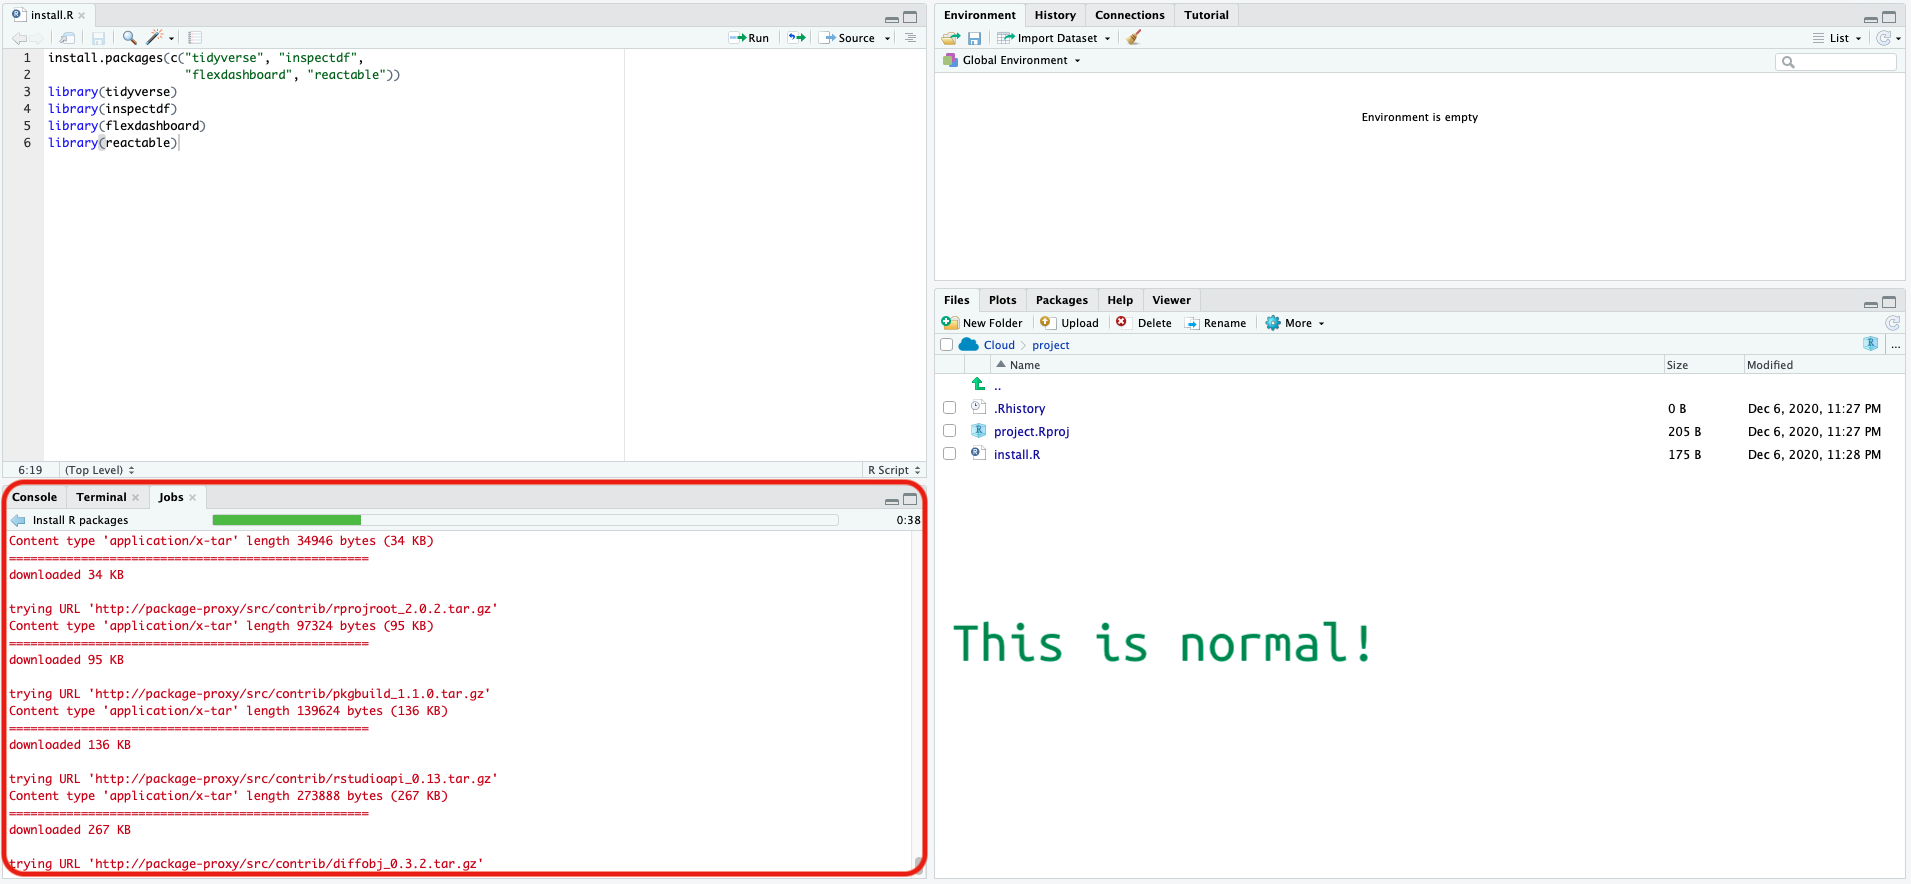 install.R
Run
Source
1 install.packages(c("tidyverse", "inspectdf",
2 "flexdashboard", "reactable"))
3 library(tidyverse)
4 library(inspectdf)
5 library(flexdashboard)
6 library(reactable)
6:19 (Top Level) R Script
Console Terminal Jobs
Install R packages 0:38
Content type 'application/x-tar' length 34946 bytes (34 KB)
==================================================
downloaded 34 KB
trying URL 'http://package-proxy/src/contrib/rprojroot_2.0.2.tar.gz'
Content type 'application/x-tar' length 97324 bytes (95 KB)
==================================================
downloaded 95 KB
trying URL 'http://package-proxy/src/contrib/pkgbuild_1.1.0.tar.gz'
Content type 'application/x-tar' length 139624 bytes (136 KB)
==================================================
downloaded 136 KB
trying URL 'http://package-proxy/src/contrib/rstudioapi_0.13.tar.gz'
Content type 'application/x-tar' length 273888 bytes (267 KB)
==================================================
downloaded 267 KB
trying URL 'http://package-proxy/src/contrib/diffobj_0.3.2.tar.gz'
Environment History Connections Tutorial
Import Dataset List
Global Environment
Environment is empty
Files Plots Packages Help Viewer
New Folder Upload Delete Rename More
Cloud project ...
Name Size Modified
..
.Rhistory 0 B Dec 6, 2020, 11:27 PM
project.Rproj 205 B Dec 6, 2020, 11:27 PM
install.R 175 B Dec 6, 2020, 11:28 PM
This is normal!